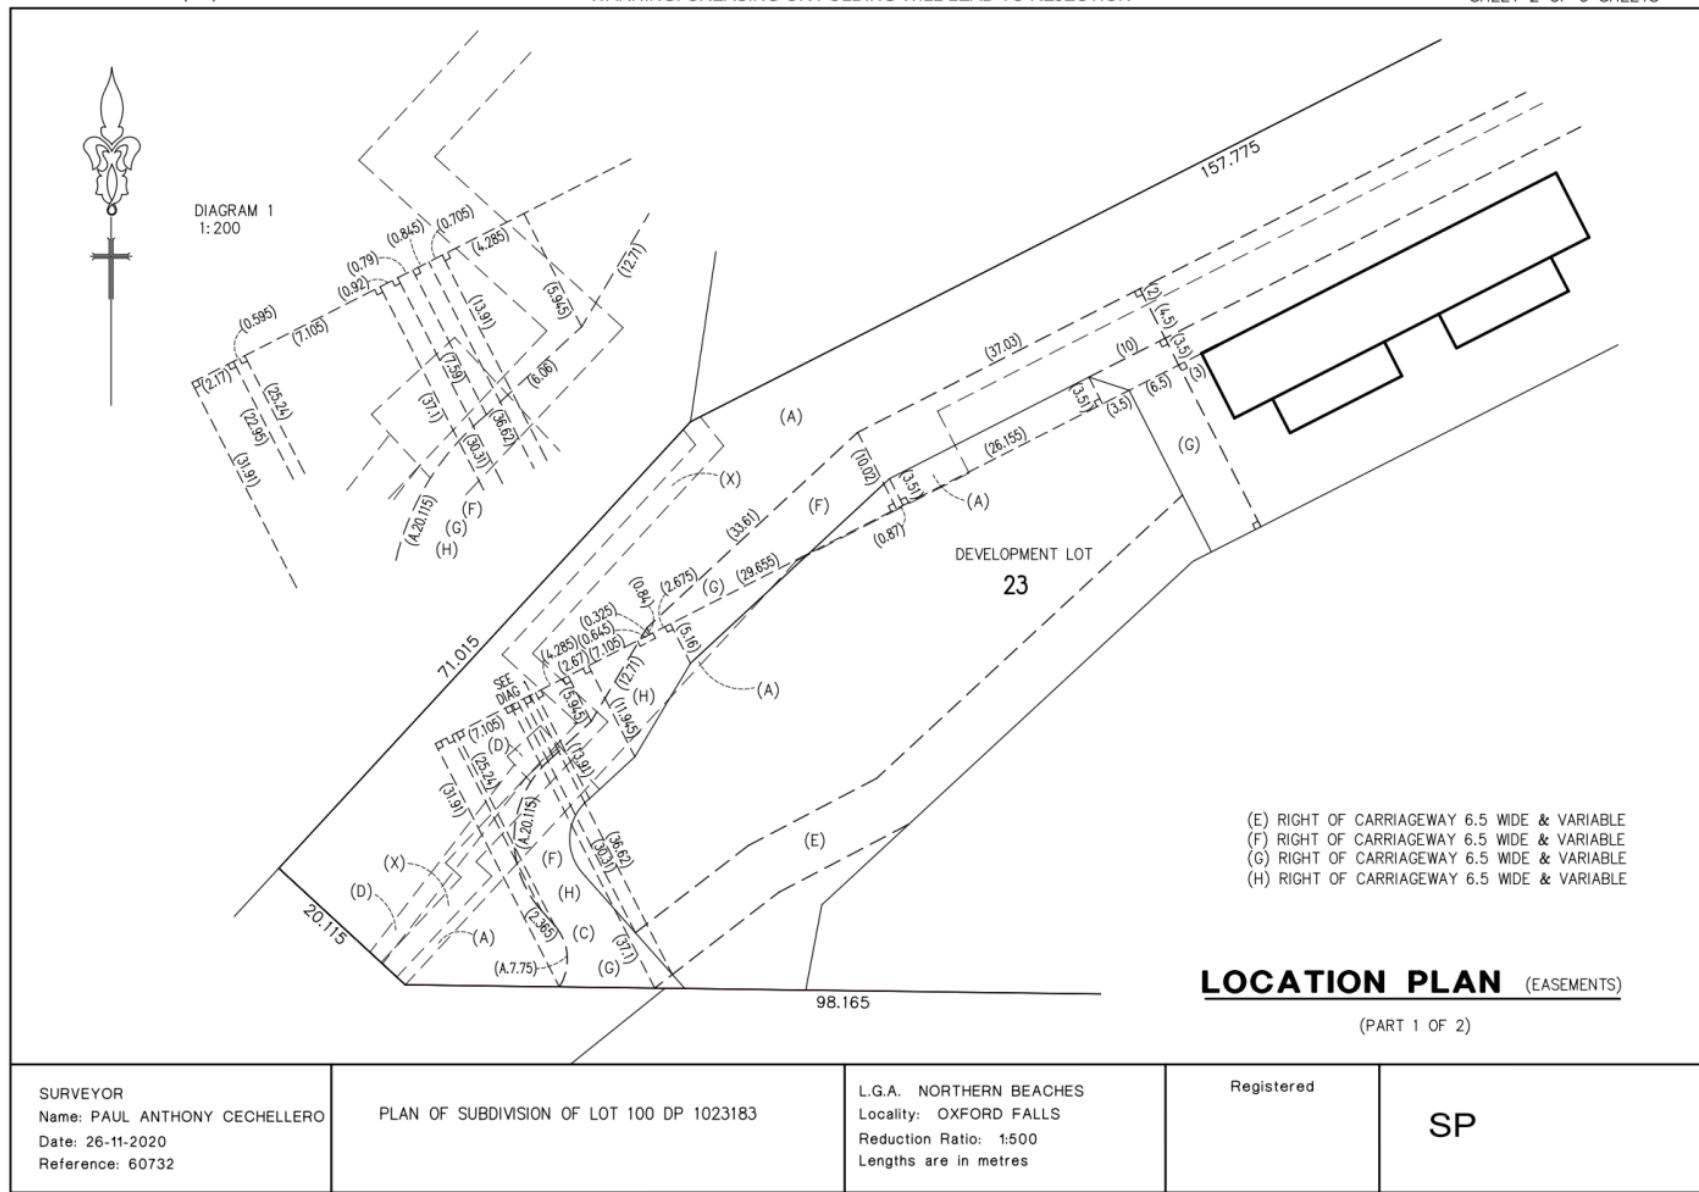 DIAGRAM 1
1:200
(0.705)
(0.845)
(4.285)
(0.79)
(0.92)
(12.71)
(5.945)
(13.91)
(0.595)
(7.105)
(2.17)
(7.59)
(6.06)
(25.24)
(22.95)
(37.1)
(36.62)
(30.31)
(31.91)
(A.20.115)
(F)
(G)
(H)
157.775
(2)
(4.5)
(37.03)
(10)
(3.5)
(3)
(3.51)
(6.5)
(3.5)
(A)
(G)
(26.155)
(10.02)
(X)
(3.51)
(A)
(F)
(33.61)
(0.87)
DEVELOPMENT LOT
23
(29.655)
(2.675)
(G)
(0.84)
(0.325)
(0.645)
(4.285)
(7.105)
(2.67)
(5.16)
71.015
(12.71)
(A)
(H)
SEE
DIAG 1
(5.945)
(11.945)
(7.105)
(D)
(13.91)
(25.24)
(31.91)
(A.20.115)
(36.62)
(30.31)
(E)
(F)
(X)
(D)
(H)
20.115
(2.365)
(C)
(A)
(37.1)
(A.7.75)
(G)
98.165
(E) RIGHT OF CARRIAGEWAY 6.5 WIDE & VARIABLE
(F) RIGHT OF CARRIAGEWAY 6.5 WIDE & VARIABLE
(G) RIGHT OF CARRIAGEWAY 6.5 WIDE & VARIABLE
(H) RIGHT OF CARRIAGEWAY 6.5 WIDE & VARIABLE
LOCATION PLAN (EASEMENTS)
(PART 1 OF 2)
SURVEYOR
Name: PAUL ANTHONY CECHELLERO
Date: 26-11-2020
Reference: 60732
PLAN OF SUBDIVISION OF LOT 100 DP 1023183
L.G.A. NORTHERN BEACHES
Locality: OXFORD FALLS
Reduction Ratio: 1:500
Lengths are in metres
Registered
SP